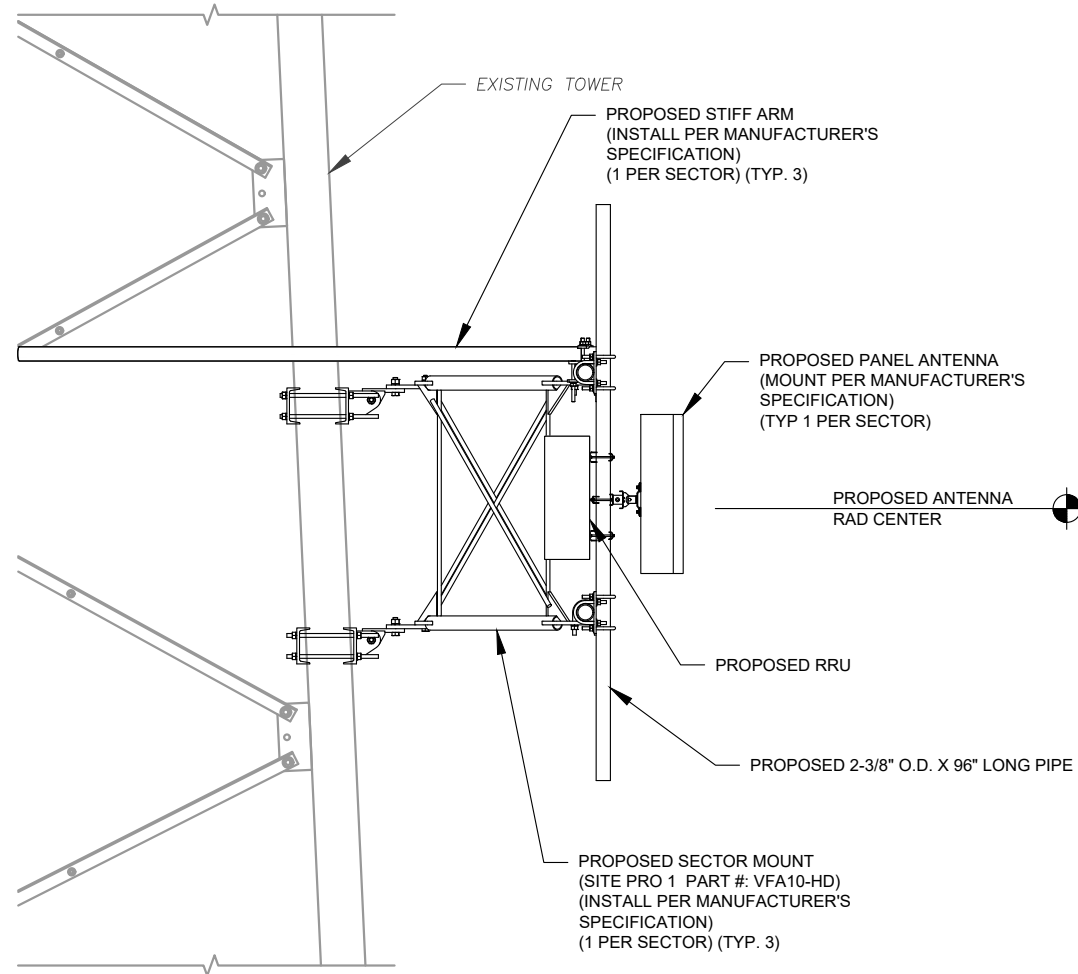 EXISTING TOWER
PROPOSED STIFF ARM
(INSTALL PER MANUFACTURER'S
SPECIFICATION)
(1 PER SECTOR) (TYP. 3)
PROPOSED PANEL ANTENNA
(MOUNT PER MANUFACTURER'S
SPECIFICATION)
(TYP 1 PER SECTOR)
PROPOSED ANTENNA
RAD CENTER
PROPOSED RRU
PROPOSED 2-3/8" O.D. X 96" LONG PIPE
PROPOSED SECTOR MOUNT
(SITE PRO 1 PART #: VFA10-HD)
(INSTALL PER MANUFACTURER'S
SPECIFICATION)
(1 PER SECTOR) (TYP. 3)